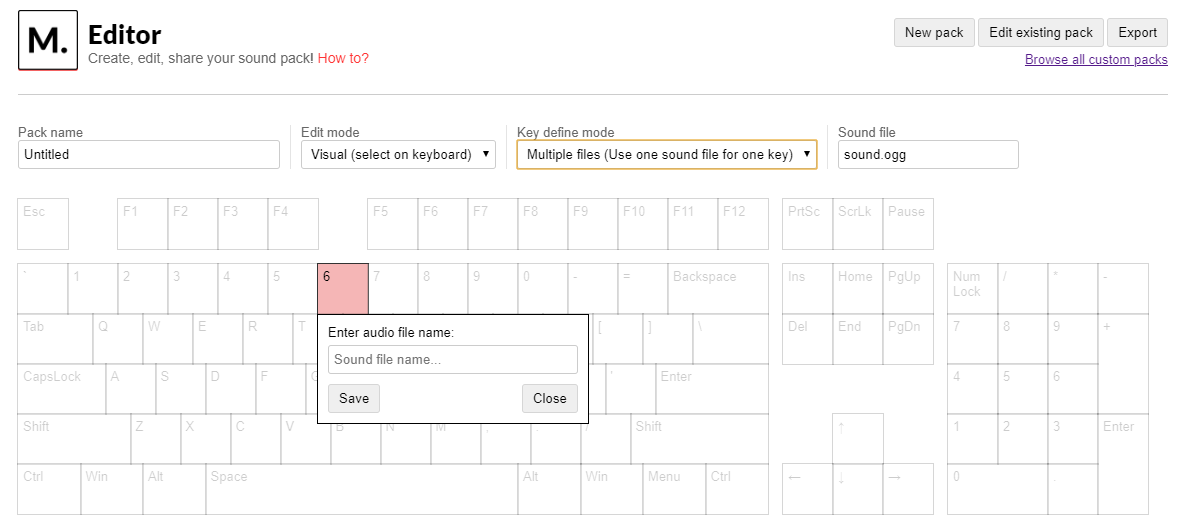 M. Editor
Create, edit, share your sound pack! How to?
New pack Edit existing pack Export
Browse all custom packs
Pack name Edit mode Key define mode Sound file
Untitled Visual (select on keyboard) Multiple files (Use one sound file for one key) sound.ogg
Esc F1 F2 F3 F4 F5 F6 F7 F8 F9 F10 F11 F12 PrtSc ScrLk Pause
` 1 2 3 4 5 6 7 8 9 0 - = Backspace Ins Home PgUp Num Lock / * -
Tab Q W E R T [ ] \ Del End PgDn 7 8 9 +
Enter audio file name:
Sound file name...
CapsLock A S D F G ' Enter 4 5 6
Save Close
Shift Z X C V B N M , . / Shift ↑ 1 2 3 Enter
Ctrl Win Alt Space Alt Win Menu Ctrl ← ↓ → 0 .